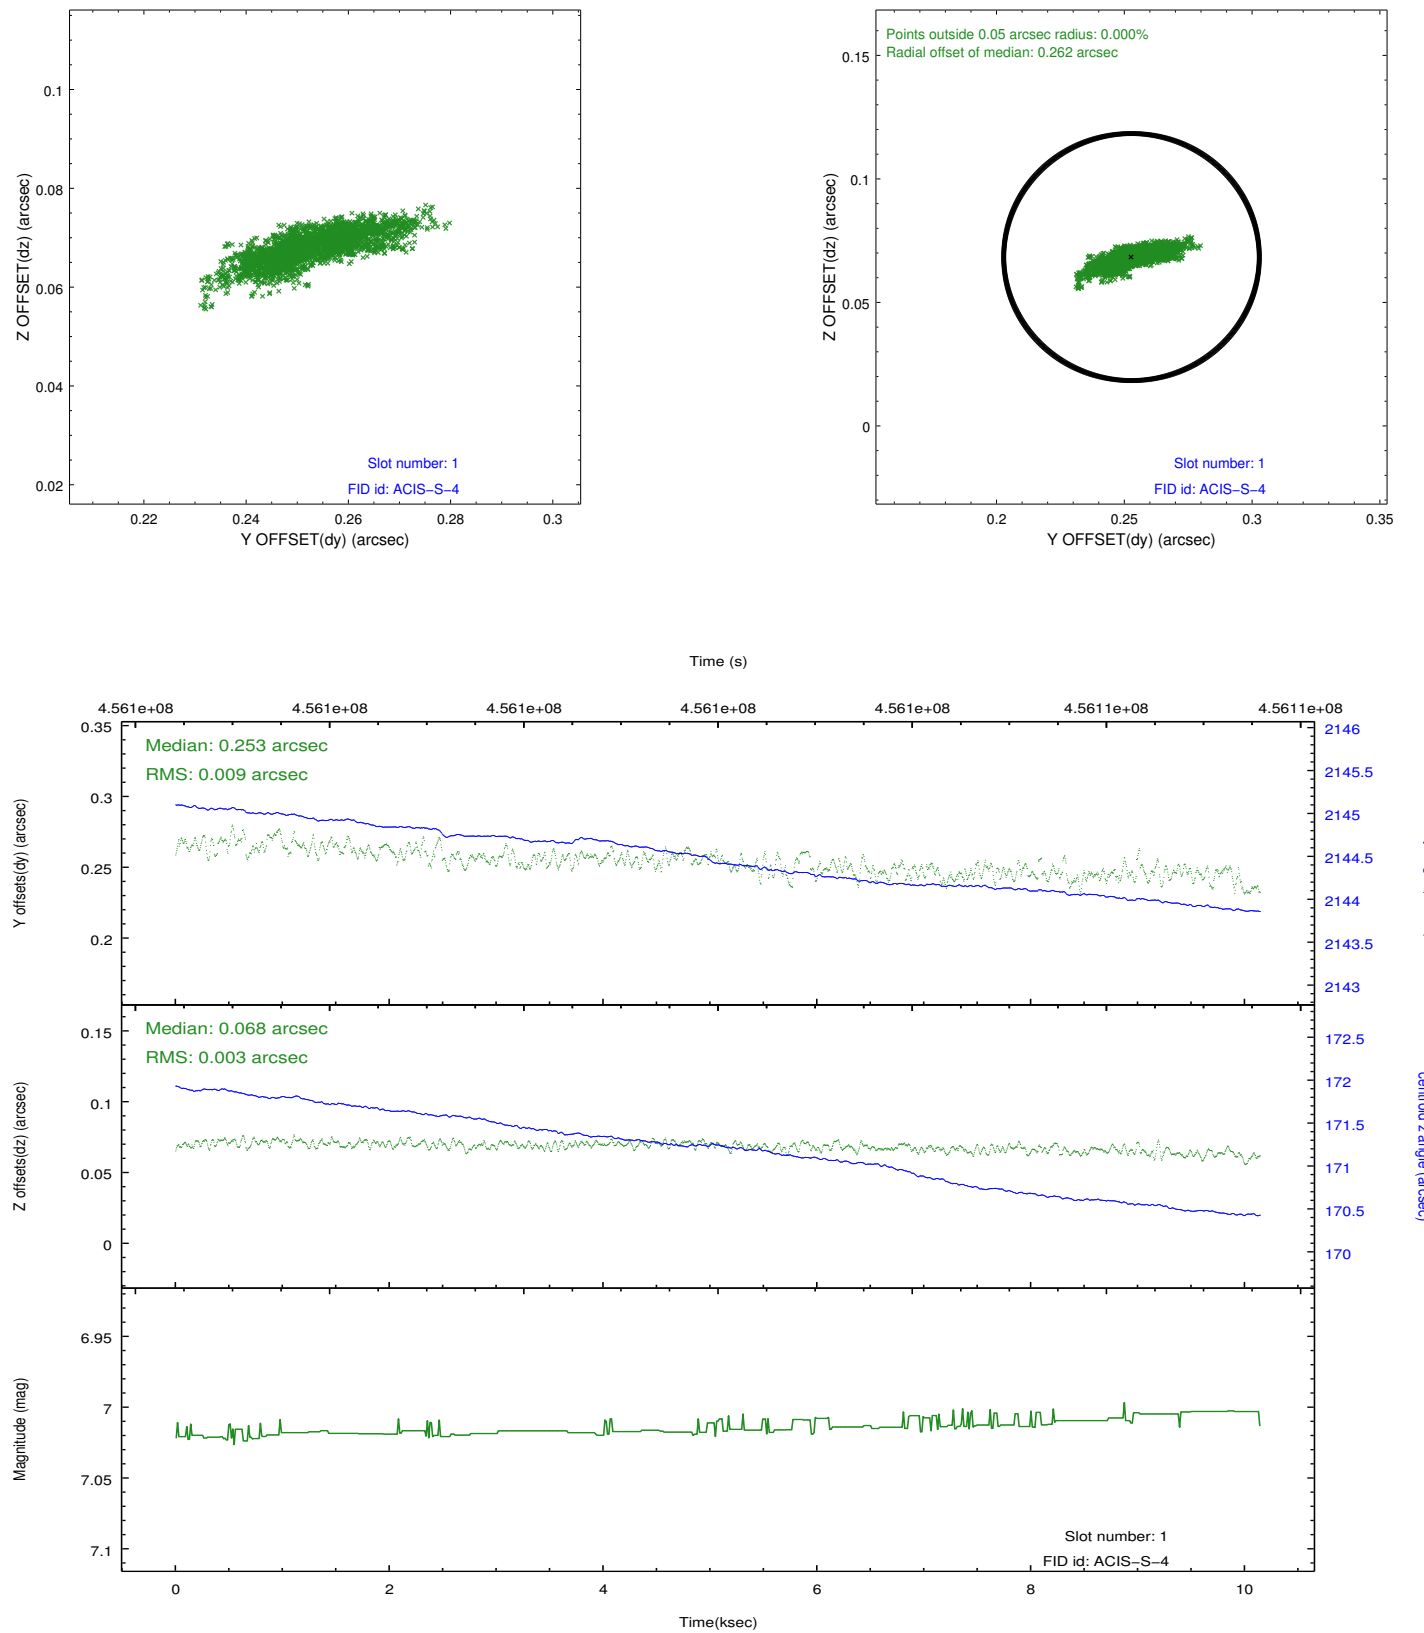 0.1
0.08
0.06
0.04
0.02
Z OFFSET(dz) (arcsec)
Slot number: 1
FID id: ACIS-S-4
0.22 0.24 0.26 0.28 0.3
Y OFFSET(dy) (arcsec)
Points outside 0.05 arcsec radius: 0.000%
Radial offset of median: 0.262 arcsec
0.15
0.1
0.05
0
Z OFFSET(dz) (arcsec)
Slot number: 1
FID id: ACIS-S-4
0.2 0.25 0.3 0.35
Y OFFSET(dy) (arcsec)
Time (s)
4.561e+08 4.561e+08 4.561e+08 4.561e+08 4.561e+08 4.5611e+08 4.5611e+08
Median: 0.253 arcsec
RMS: 0.009 arcsec
0.35
0.3
0.25
0.2
Y offsets(dy) (arcsec)
2146
2145.5
2145
2144.5
2144
2143.5
2143
Median: 0.068 arcsec
RMS: 0.003 arcsec
0.15
0.1
0.05
0
Z offsets(dz) (arcsec)
172.5
172
171.5
171
170.5
170
centroid z angle (arcsec)
6.95
7
7.05
7.1
Magnitude (mag)
Slot number: 1
FID id: ACIS-S-4
0 2 4 6 8 10
Time(ksec)